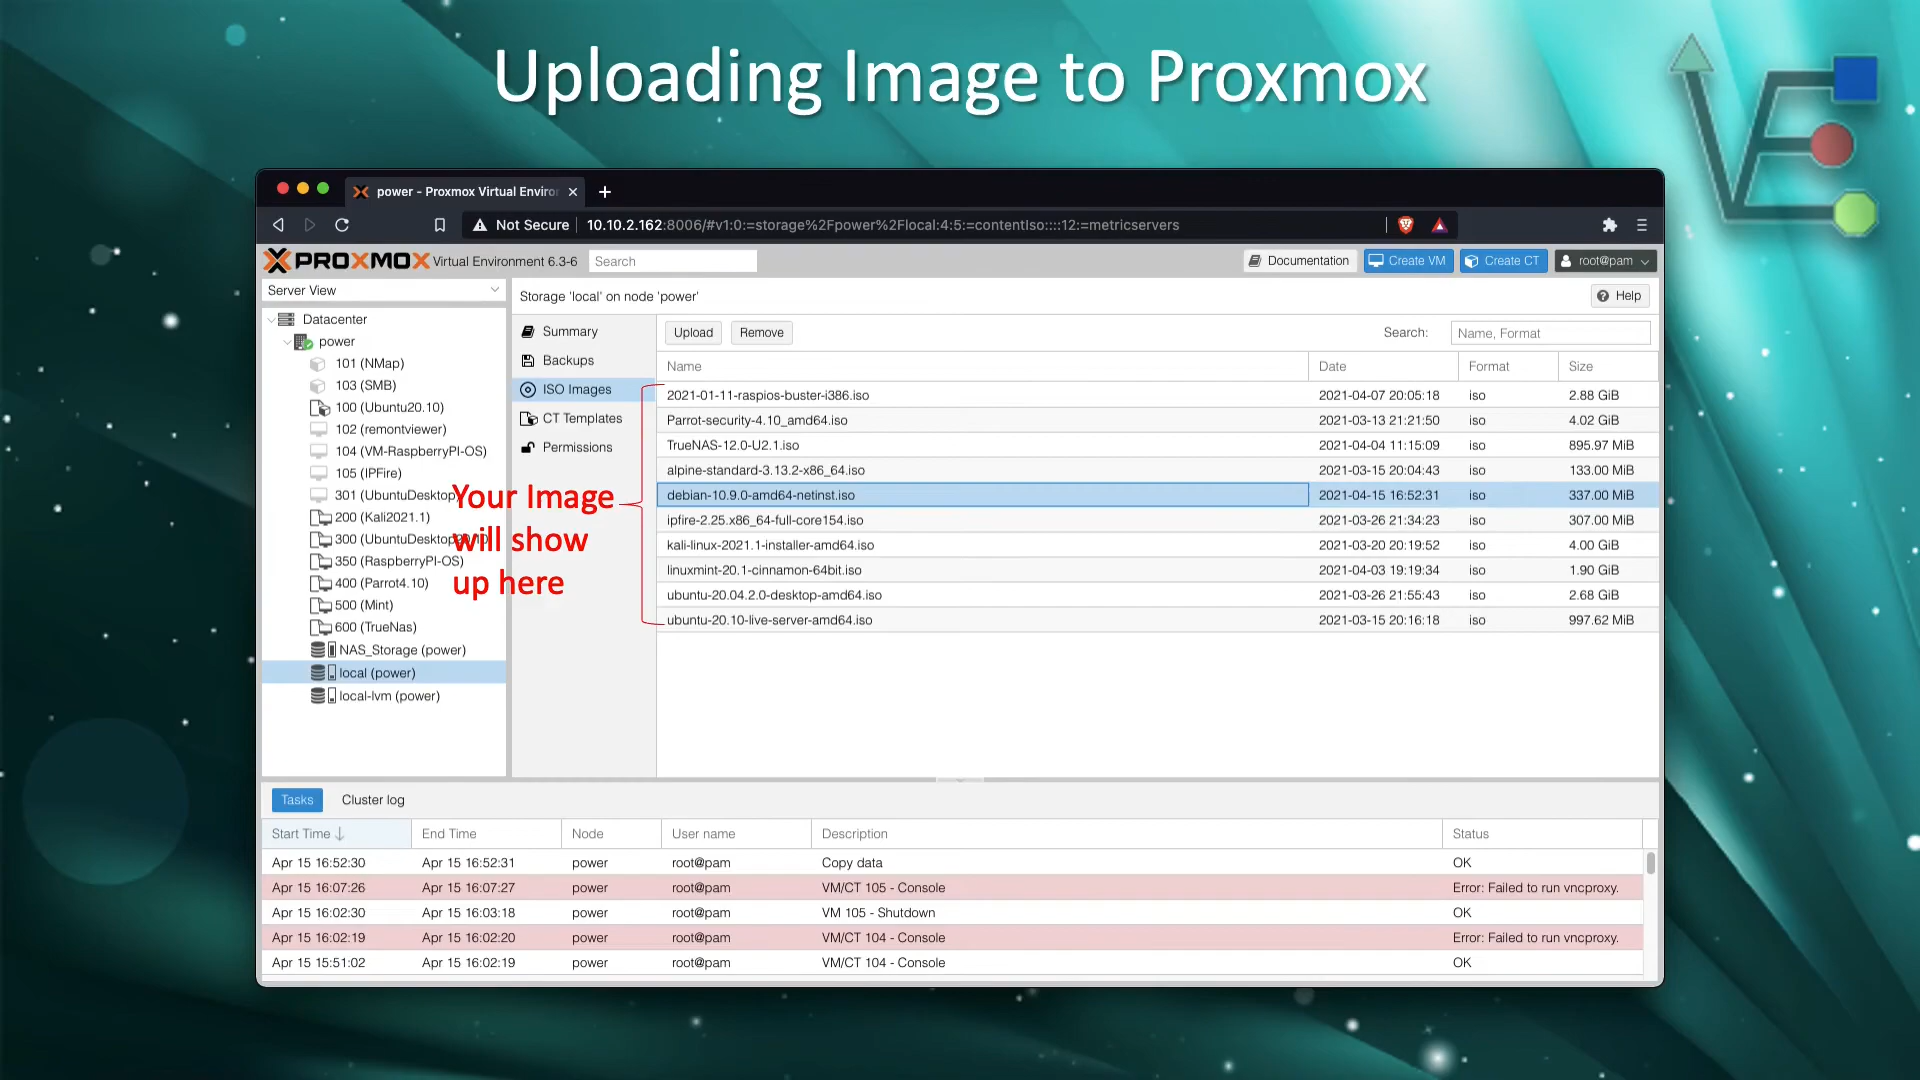 Uploading Image to Proxmox
power - Proxmox Virtual Enviro
Not Secure 10.10.2.162:8006/#v1:0:=storage%2Fpower%2Flocal:4:5:=contentIso::::12:=metricservers
PROXMOX Virtual Environment 6.3-6 Search Documentation Create VM Create CT root@pam
Server View
Storage 'local' on node 'power' Help
Datacenter
power
101 (NMap)
103 (SMB)
100 (Ubuntu20.10)
102 (remontviewer)
104 (VM-RaspberryPI-OS)
105 (IPFire)
301 (UbuntuDesktop)
200 (Kali2021.1)
300 (UbuntuDesktop20.10)
350 (RaspberryPI-OS)
400 (Parrot4.10)
500 (Mint)
600 (TrueNas)
NAS_Storage (power)
local (power)
local-lvm (power)
Summary
Backups
ISO Images
CT Templates
Permissions
Your Image
will show
up here
Upload Remove Search: Name, Format
Name Date Format Size
2021-01-11-raspios-buster-i386.iso 2021-04-07 20:05:18 iso 2.88 GiB
Parrot-security-4.10_amd64.iso 2021-03-13 21:21:50 iso 4.02 GiB
TrueNAS-12.0-U2.1.iso 2021-04-04 11:15:09 iso 895.97 MiB
alpine-standard-3.13.2-x86_64.iso 2021-03-15 20:04:43 iso 133.00 MiB
debian-10.9.0-amd64-netinst.iso 2021-04-15 16:52:31 iso 337.00 MiB
ipfire-2.25.x86_64-full-core154.iso 2021-03-26 21:34:23 iso 307.00 MiB
kali-linux-2021.1-installer-amd64.iso 2021-03-20 20:19:52 iso 4.00 GiB
linuxmint-20.1-cinnamon-64bit.iso 2021-04-03 19:19:34 iso 1.90 GiB
ubuntu-20.04.2.0-desktop-amd64.iso 2021-03-26 21:55:43 iso 2.68 GiB
ubuntu-20.10-live-server-amd64.iso 2021-03-15 20:16:18 iso 997.62 MiB
Tasks Cluster log
Start Time End Time Node User name Description Status
Apr 15 16:52:30 Apr 15 16:52:31 power root@pam Copy data OK
Apr 15 16:07:26 Apr 15 16:07:27 power root@pam VM/CT 105 - Console Error: Failed to run vncproxy.
Apr 15 16:02:30 Apr 15 16:03:18 power root@pam VM 105 - Shutdown OK
Apr 15 16:02:19 Apr 15 16:02:20 power root@pam VM/CT 104 - Console Error: Failed to run vncproxy.
Apr 15 15:51:02 Apr 15 16:02:19 power root@pam VM/CT 104 - Console OK